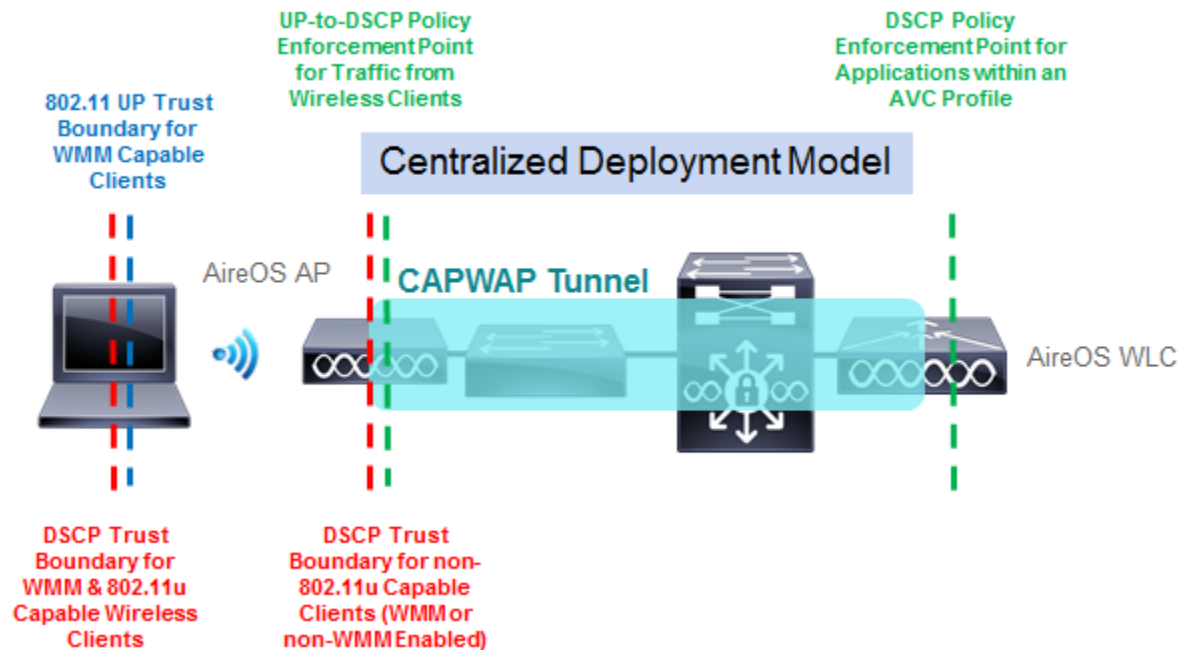 UP-to-DSCP Policy
Enforcement Point
for Traffic from
Wireless Clients
DSCP Policy
Enforcement Point for
Applications within an
AVC Profile
802.11 UP Trust
Boundary for
WMM Capable
Clients
Centralized Deployment Model
AireOS AP
CAPWAP Tunnel
AireOS WLC
DSCP Trust
Boundary for
WMM & 802.11u
Capable Wireless
Clients
DSCP Trust
Boundary for non-
802.11u Capable
Clients (WMM or
non-WMM Enabled)